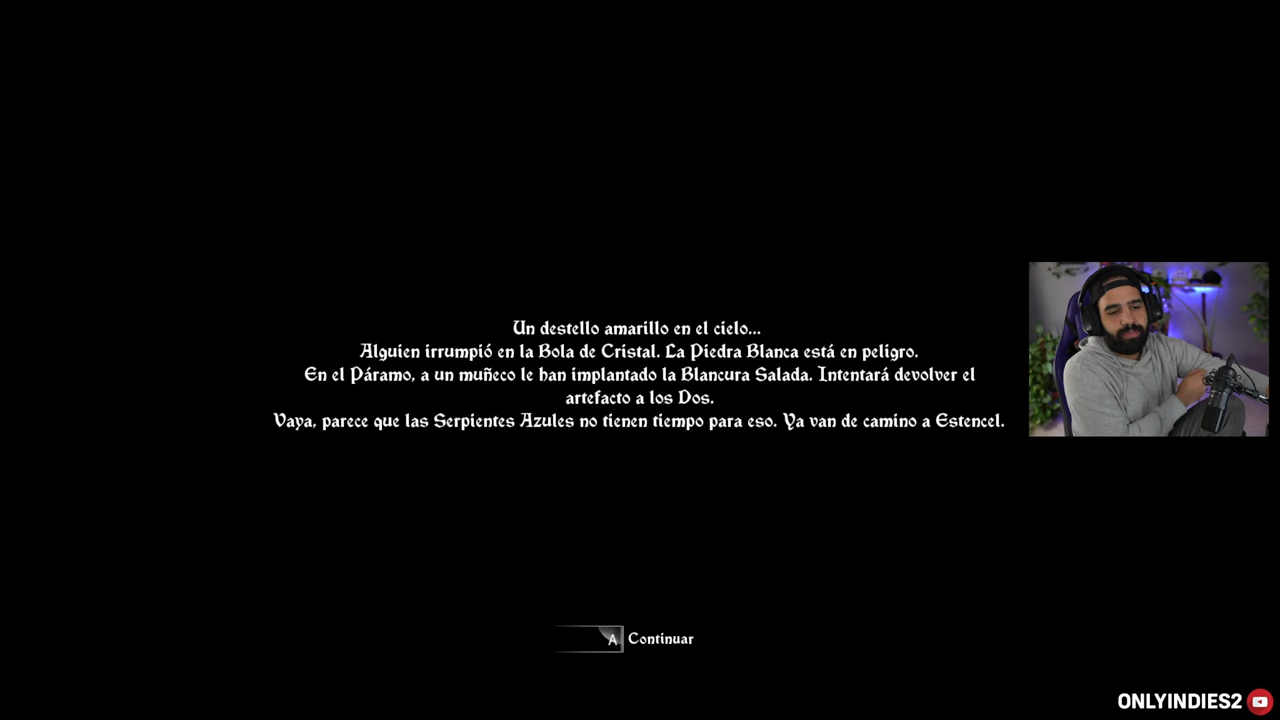 Un destello amarillo en el cielo...
Alguien irrumpió en la Bola de Cristal. La Piedra Blanca está en peligro.
En el Páramo, a un muñeco le han implantado la Blancura Salada. Intentará devolver el
artefacto a los Dos.
Vaya, parece que las Serpientes Azules no tienen tiempo para eso. Ya van de camino a Estencel.
A Continuar
ONLYINDIES2